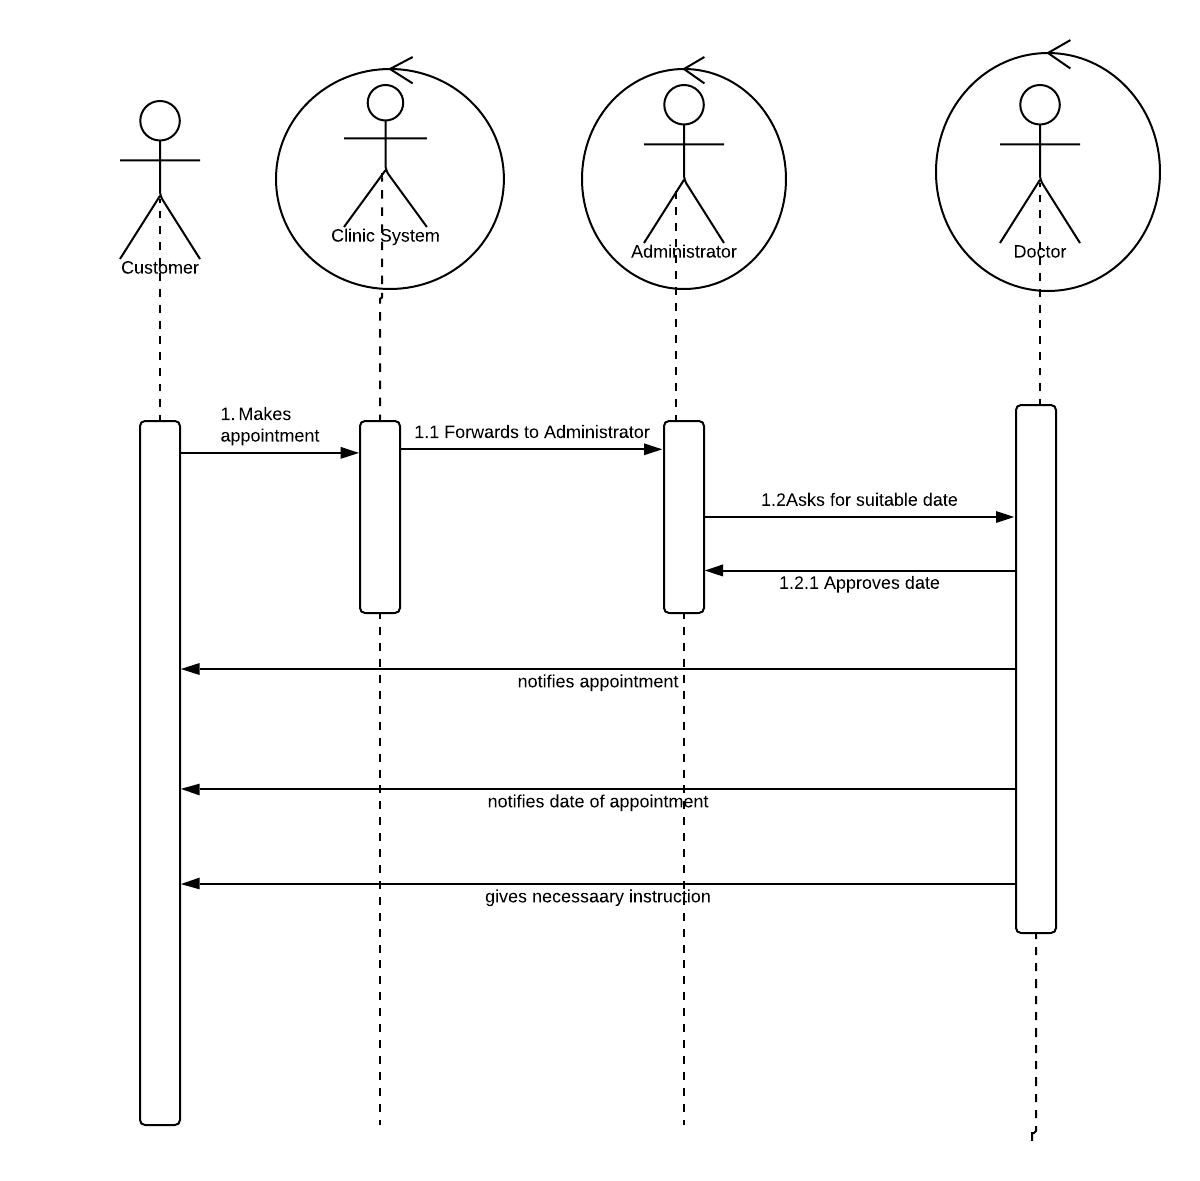 Customer
Clinic System
Administrator
Doctor
1. Makes
appointment
1.1 Forwards to Administrator
1.2Asks for suitable date
1.2.1 Approves date
notifies appointment
notifies date of appointment
gives necessaary instruction